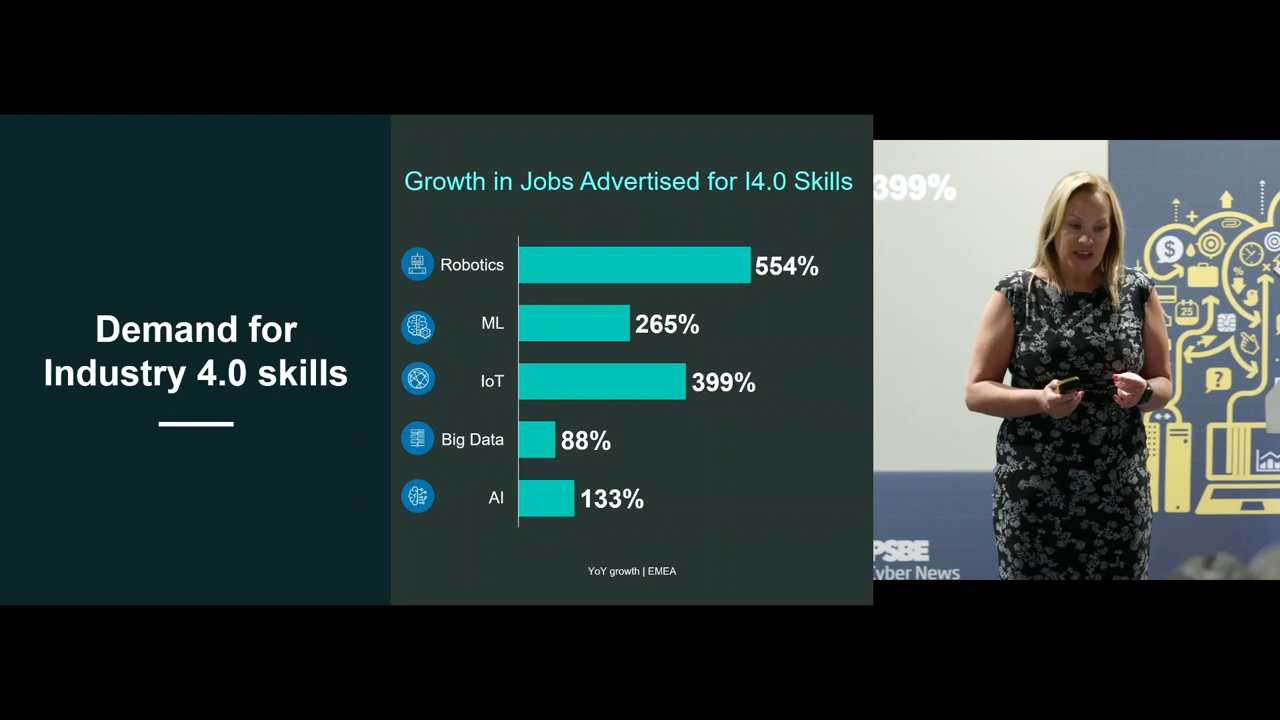 Demand for
Industry 4.0 skills
Growth in Jobs Advertised for I4.0 Skills
Robotics 554%
ML 265%
IoT 399%
Big Data 88%
AI 133%
YoY growth | EMEA
399%
$
%
25
?
PSBE
Cyber News